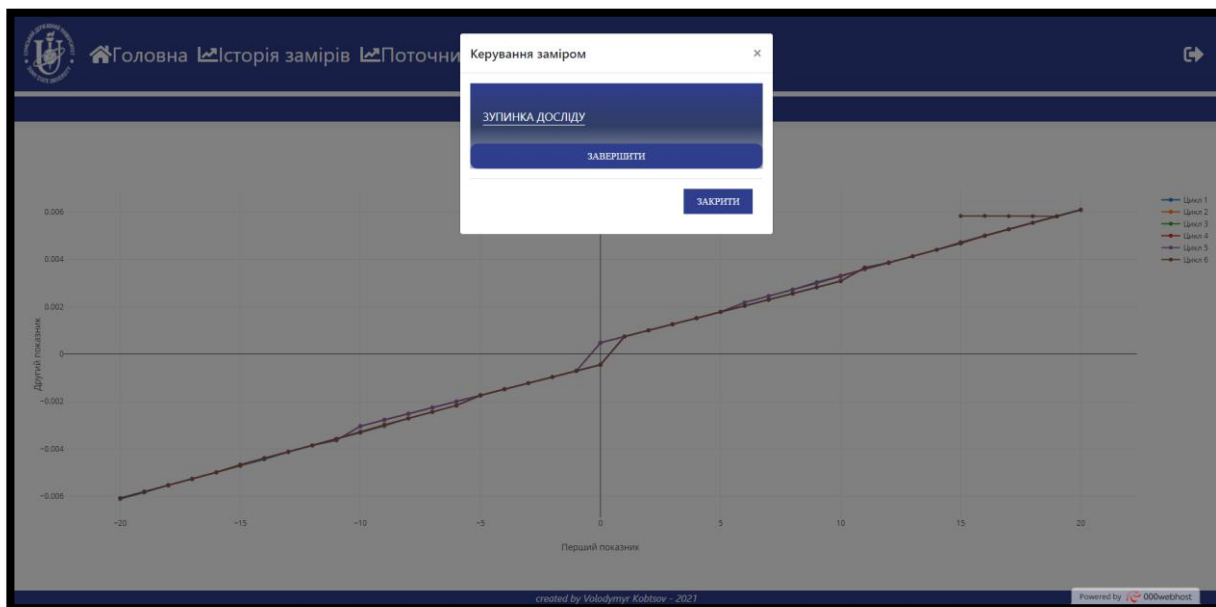 Головна Історія замірів Поточни
Керування заміром ×
ЗУПИНКА ДОСЛІДУ
ЗАВЕРШИТИ
ЗАКРИТИ
Цикл 1
Цикл 2
Цикл 3
Цикл 4
Цикл 5
Цикл 6
0.006
0.004
0.002
0
−0.002
−0.004
−0.006
Другий показник
−20 −15 −10 −5 0 5 10 15 20
Перший показник
created by Volodymyr Kobtsov - 2021
Powered by 000webhost